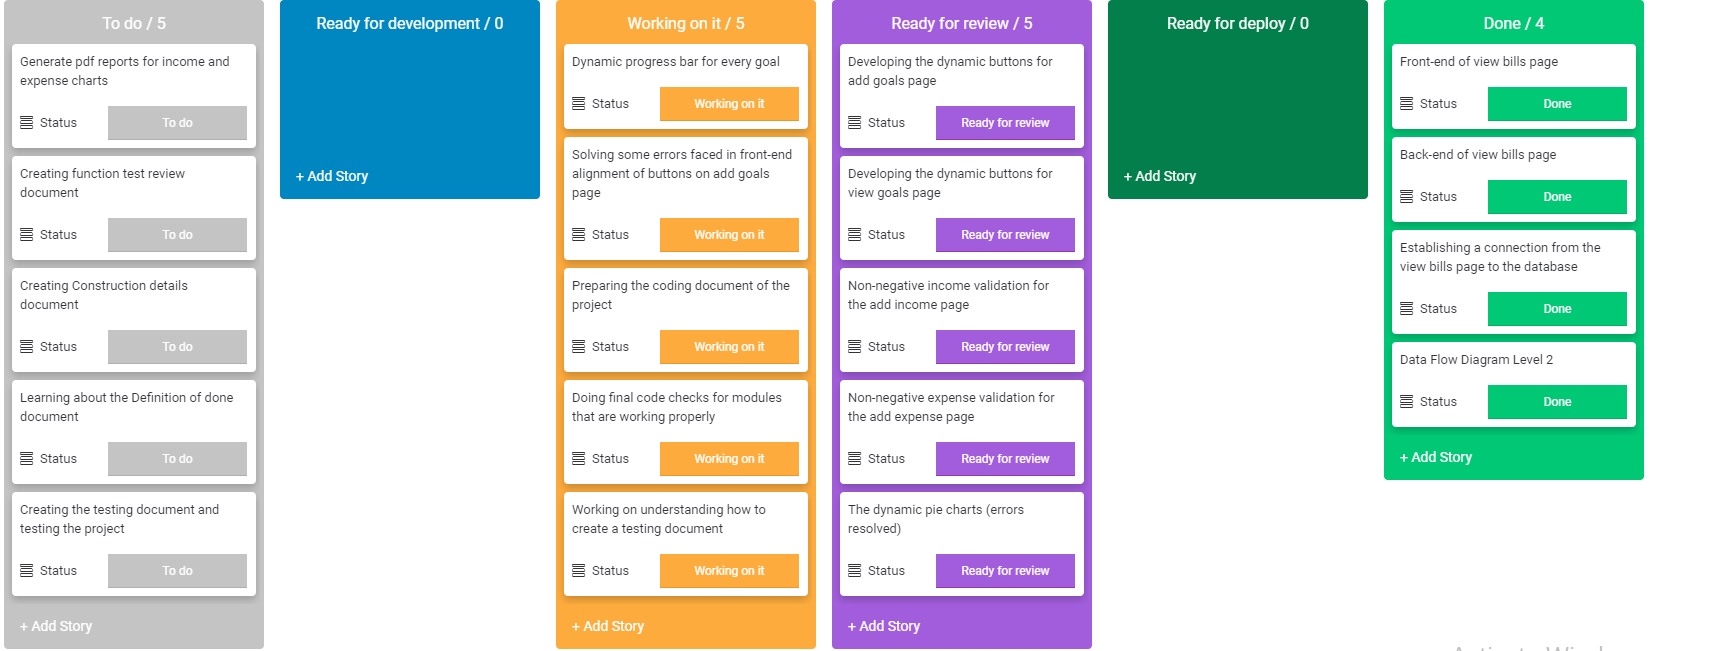 To do / 5
Generate pdf reports for income and
expense charts
Status
To do
Creating function test review
document
Status
To do
Creating Construction details
document
Status
To do
Learning about the Definition of done
document
Status
To do
Creating the testing document and
testing the project
Status
To do
+ Add Story
Ready for development / 0
+ Add Story
Working on it / 5
Dynamic progress bar for every goal
Status
Working on it
Solving some errors faced in front-end
alignment of buttons on add goals
page
Status
Working on it
Preparing the coding document of the
project
Status
Working on it
Doing final code checks for modules
that are working properly
Status
Working on it
Working on understanding how to
create a testing document
Status
Working on it
+ Add Story
Ready for review / 5
Developing the dynamic buttons for
add goals page
Status
Ready for review
Developing the dynamic buttons for
view goals page
Status
Ready for review
Non-negative income validation for
the add income page
Status
Ready for review
Non-negative expense validation for
the add expense page
Status
Ready for review
The dynamic pie charts (errors
resolved)
Status
Ready for review
+ Add Story
Ready for deploy / 0
+ Add Story
Done / 4
Front-end of view bills page
Status
Done
Back-end of view bills page
Status
Done
Establishing a connection from the
view bills page to the database
Status
Done
Data Flow Diagram Level 2
Status
Done
+ Add Story